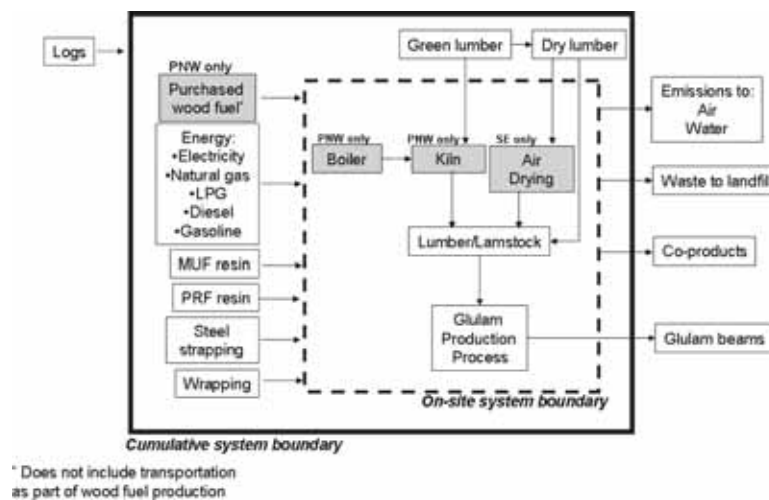 Logs
PNW only
Purchased
wood fuel*
Energy:
•Electricity
•Natural gas
•LPG
•Diesel
•Gasoline
MUF resin
PRF resin
Steel
strapping
Wrapping
Green lumber
Dry lumber
PNW only
Boiler
PNW only
Kiln
SE only
Air
Drying
Lumber/Lamstock
Glulam
Production
Process
On-site system boundary
Emissions to:
Air
Water
Waste to landfill
Co-products
Glulam beams
Cumulative system boundary
* Does not include transportation
as part of wood fuel production